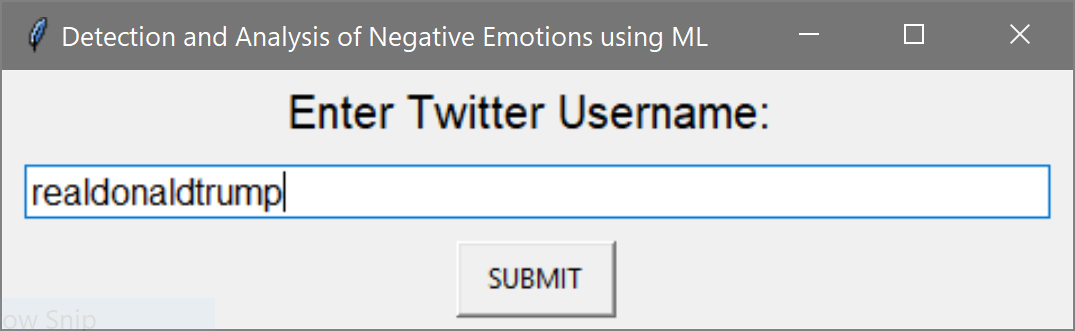 Detection and Analysis of Negative Emotions using ML
Enter Twitter Username:
realdonaldtrump
SUBMIT
ow Snip